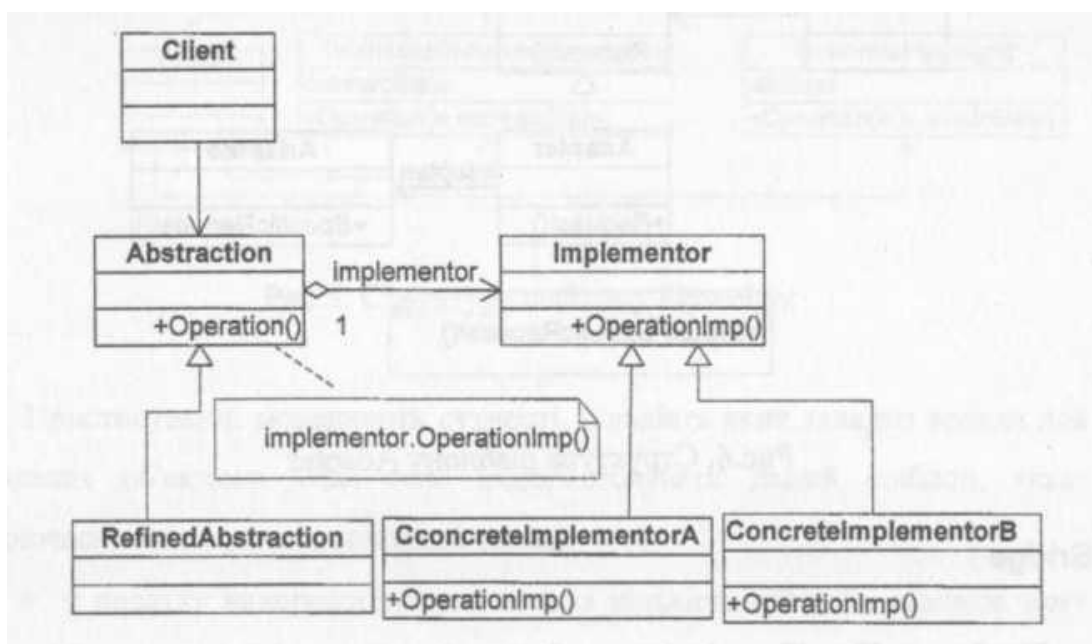 Client
Abstraction
+Operation()
implementor
1
Implementor
+OperationImp()
implementor.OperationImp()
RefinedAbstraction
CconcreteImplementorA
+OperationImp()
ConcreteImplementorB
+OperationImp()